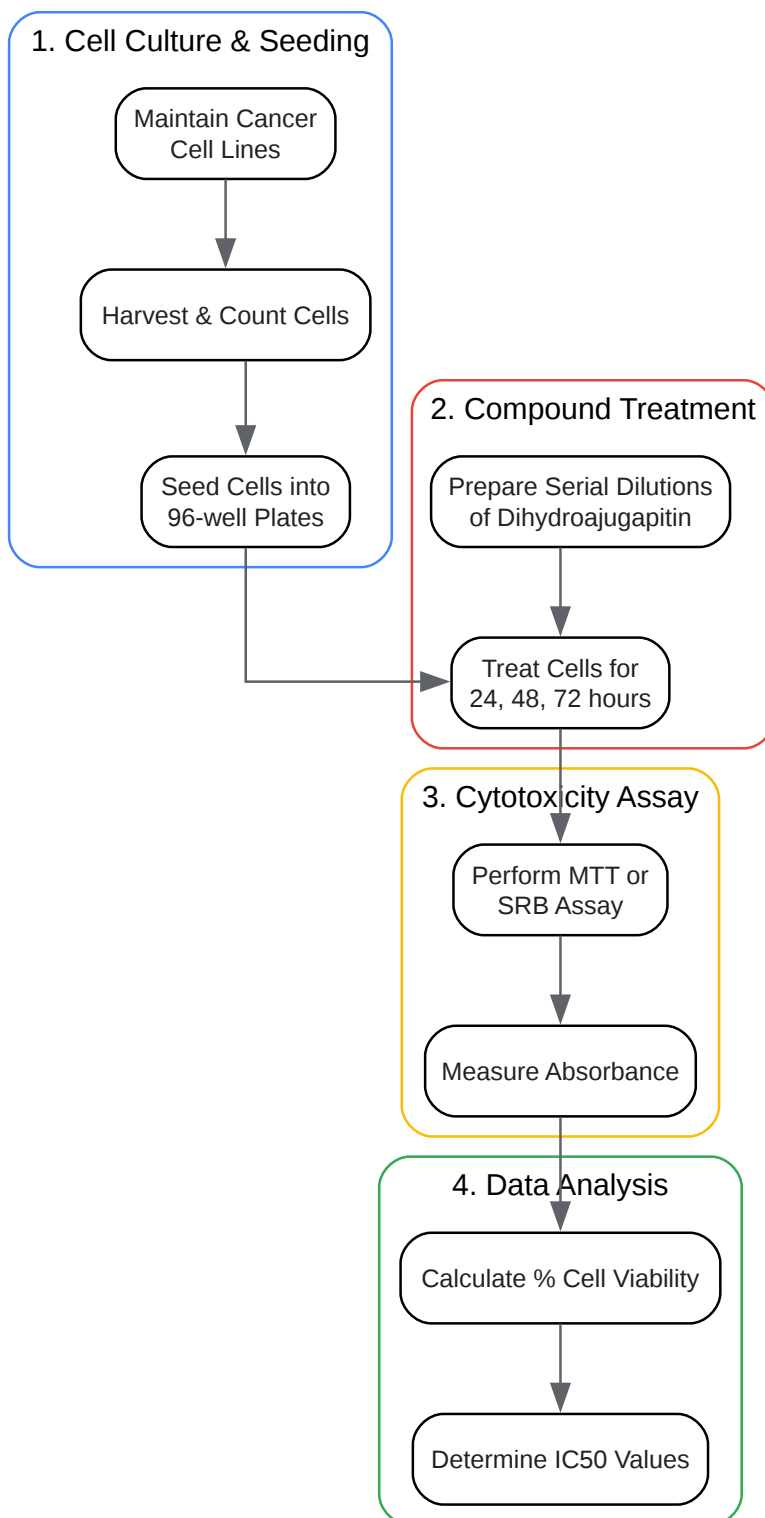 1. Cell Culture & Seeding
Maintain Cancer
Cell Lines
Harvest & Count Cells
Seed Cells into
96-well Plates
2. Compound Treatment
Prepare Serial Dilutions
of Dihydroajugapitin
Treat Cells for
24, 48, 72 hours
3. Cytotoxicity Assay
Perform MTT or
SRB Assay
Measure Absorbance
4. Data Analysis
Calculate % Cell Viability
Determine IC50 Values